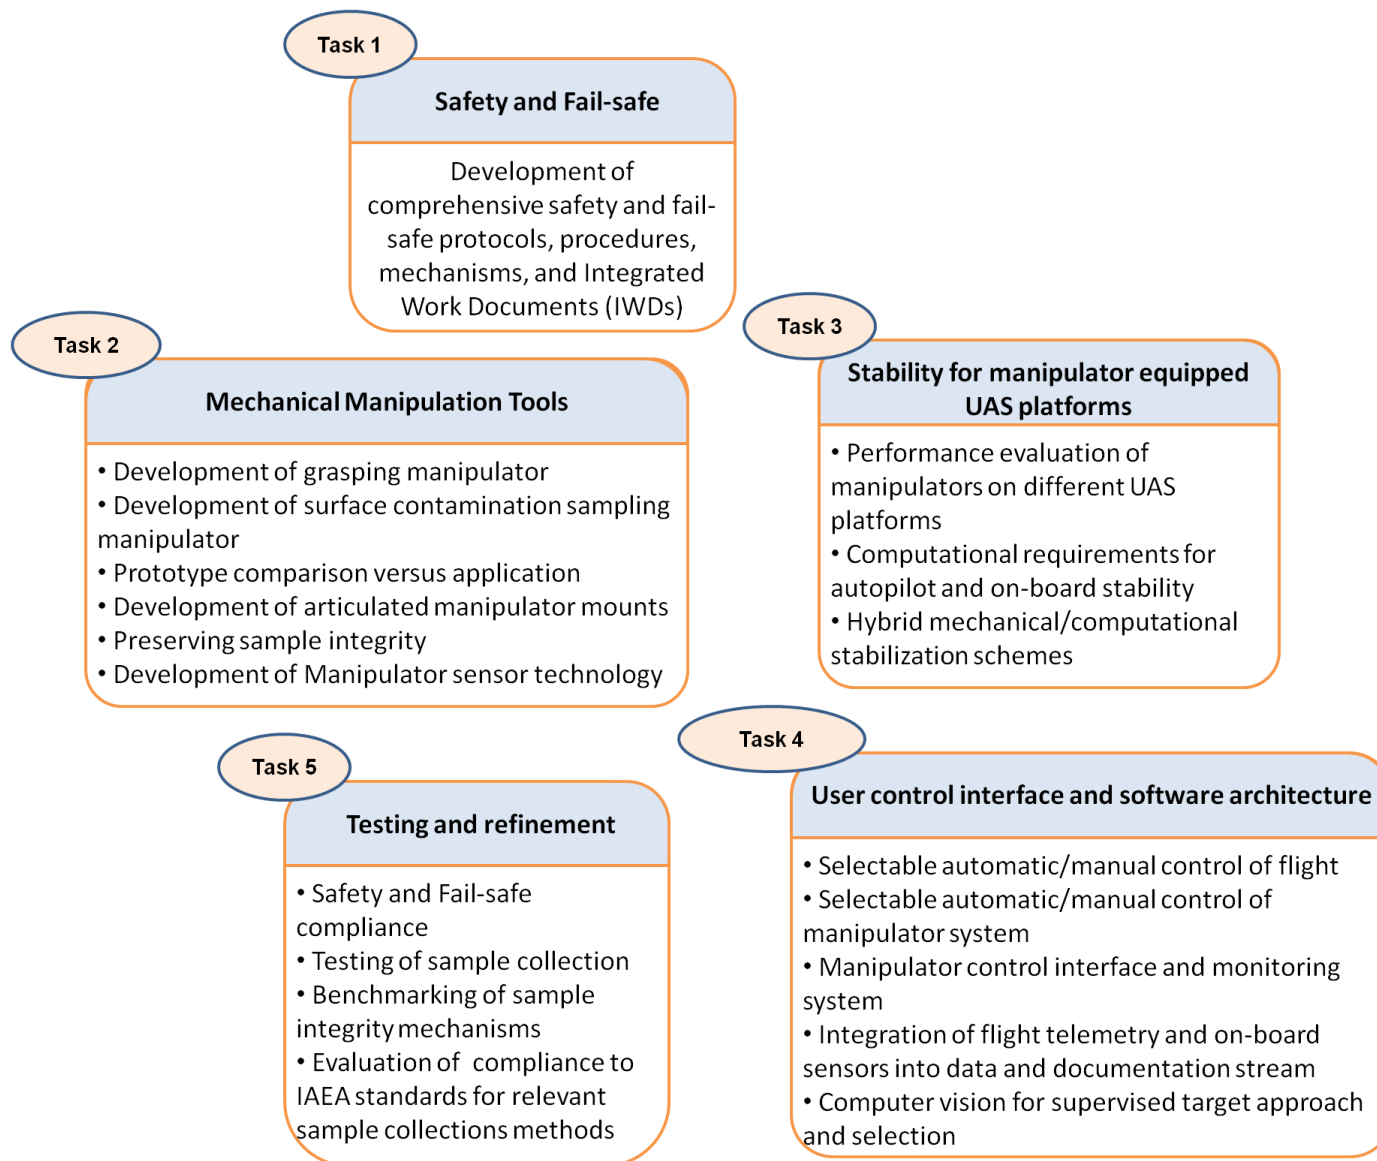 Task 1
Safety and Fail-safe
Development of
comprehensive safety and fail-
safe protocols, procedures,
mechanisms, and Integrated
Work Documents (IWDs)
Task 2
Mechanical Manipulation Tools
• Development of grasping manipulator
• Development of surface contamination sampling
manipulator
• Prototype comparison versus application
• Development of articulated manipulator mounts
• Preserving sample integrity
• Development of Manipulator sensor technology
Task 3
Stability for manipulator equipped
UAS platforms
• Performance evaluation of
manipulators on different UAS
platforms
• Computational requirements for
autopilot and on-board stability
• Hybrid mechanical/computational
stabilization schemes
Task 4
User control interface and software architecture
• Selectable automatic/manual control of flight
• Selectable automatic/manual control of
manipulator system
• Manipulator control interface and monitoring
system
• Integration of flight telemetry and on-board
sensors into data and documentation stream
• Computer vision for supervised target approach
and selection
Task 5
Testing and refinement
• Safety and Fail-safe
compliance
• Testing of sample collection
• Benchmarking of sample
integrity mechanisms
• Evaluation of  compliance to
IAEA standards for relevant
sample collections methods